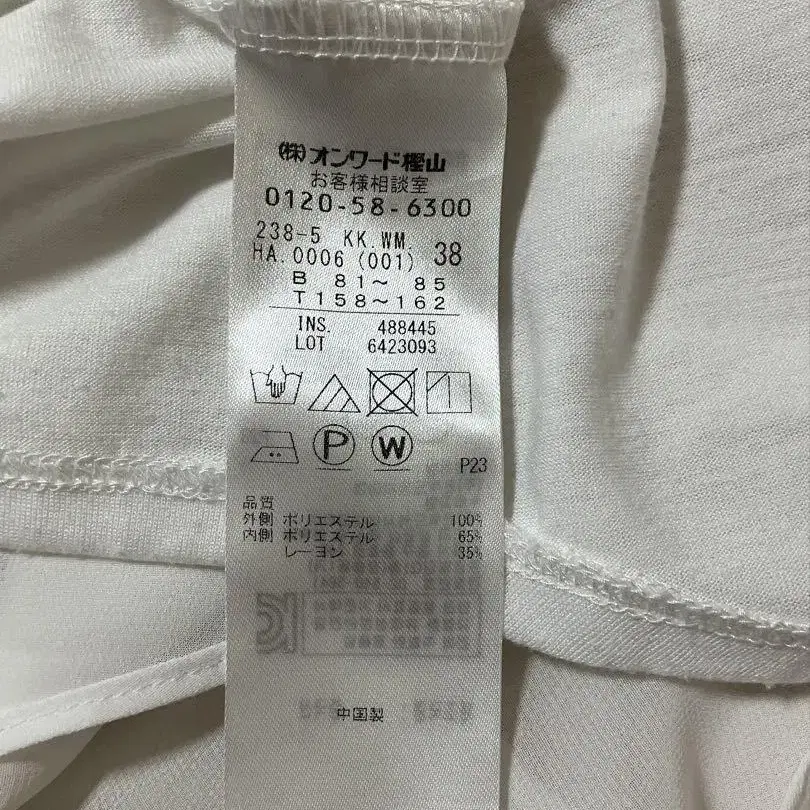 (株)オンワード樫山
お客様相談室
0120-58-6300
238-5 KK.WM. 38
HA.0006 (001)
B 81〜 85
T158〜162
INS. 488445
LOT 6423093
P W
P23
品質
外側 ポリエステル 100%
内側 ポリエステル 65%
レーヨン 35%
中国製